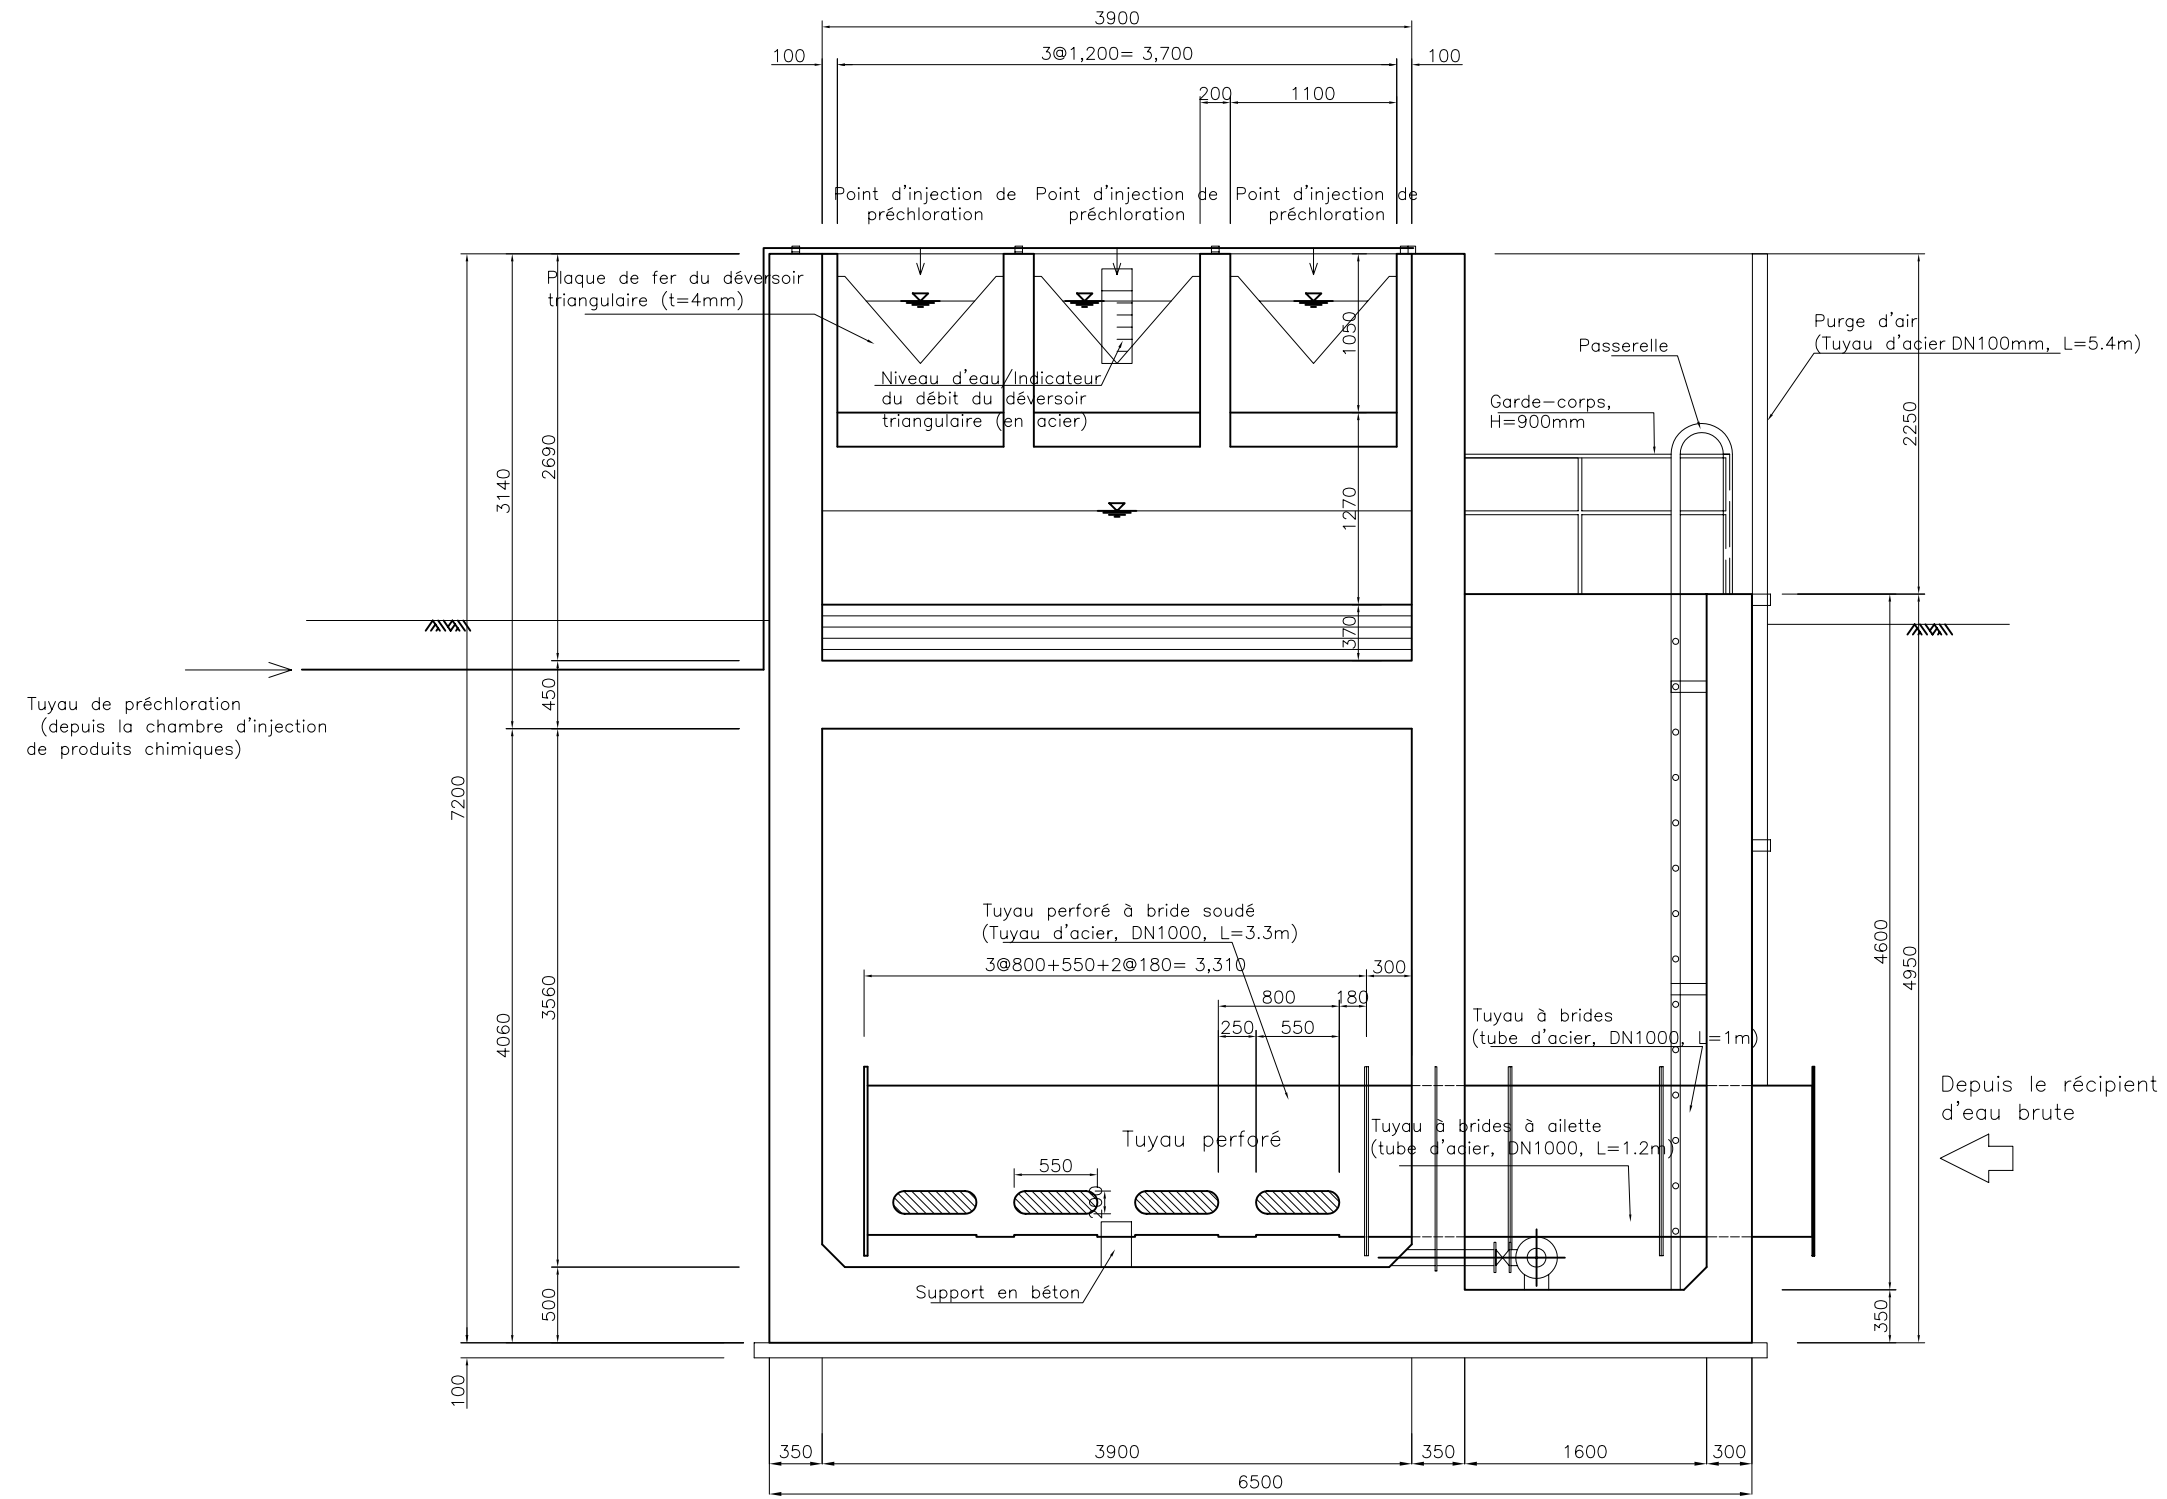 3900
100
3@1,200= 3,700
100
200
1100
Point d'injection de
préchloration
Point d'injection de
préchloration
Point d'injection de
préchloration
Plaque de fer du déversoir
triangulaire (t=4mm)
Niveau d'eau/Indicateur
du débit du déversoir
triangulaire (en acier)
1050
1270
370
Purge d'air
(Tuyau d'acier DN100mm, L=5.4m)
Passerelle
Garde-corps,
H=900mm
2250
2690
3140
450
7200
Tuyau de préchloration
(depuis la chambre d'injection
de produits chimiques)
4060
3560
500
100
Tuyau perforé à bride soudé
(Tuyau d'acier, DN1000, L=3.3m)
3@800+550+2@180= 3,310
300
800
180
250
550
4600
4950
350
Tuyau à brides
(tube d'acier, DN1000, L=1m)
Depuis le récipient
d'eau brute
Tuyau perforé
Tuyau à brides à ailette
(tube d'acier, DN1000, L=1.2m)
550
Support en béton
350
3900
350
1600
300
6500